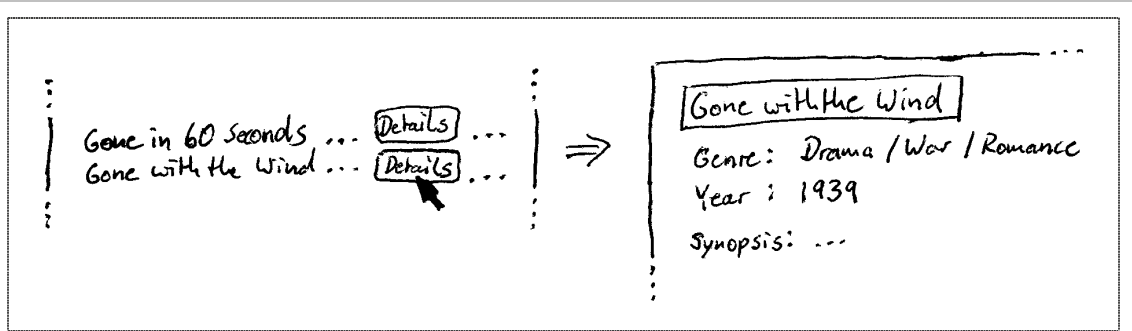 Gone in 60 Seconds ... Details ...
Gone with the Wind ... Details ...
Gone with the Wind
Genre: Drama / War / Romance
Year: 1939
Synopsis: ...